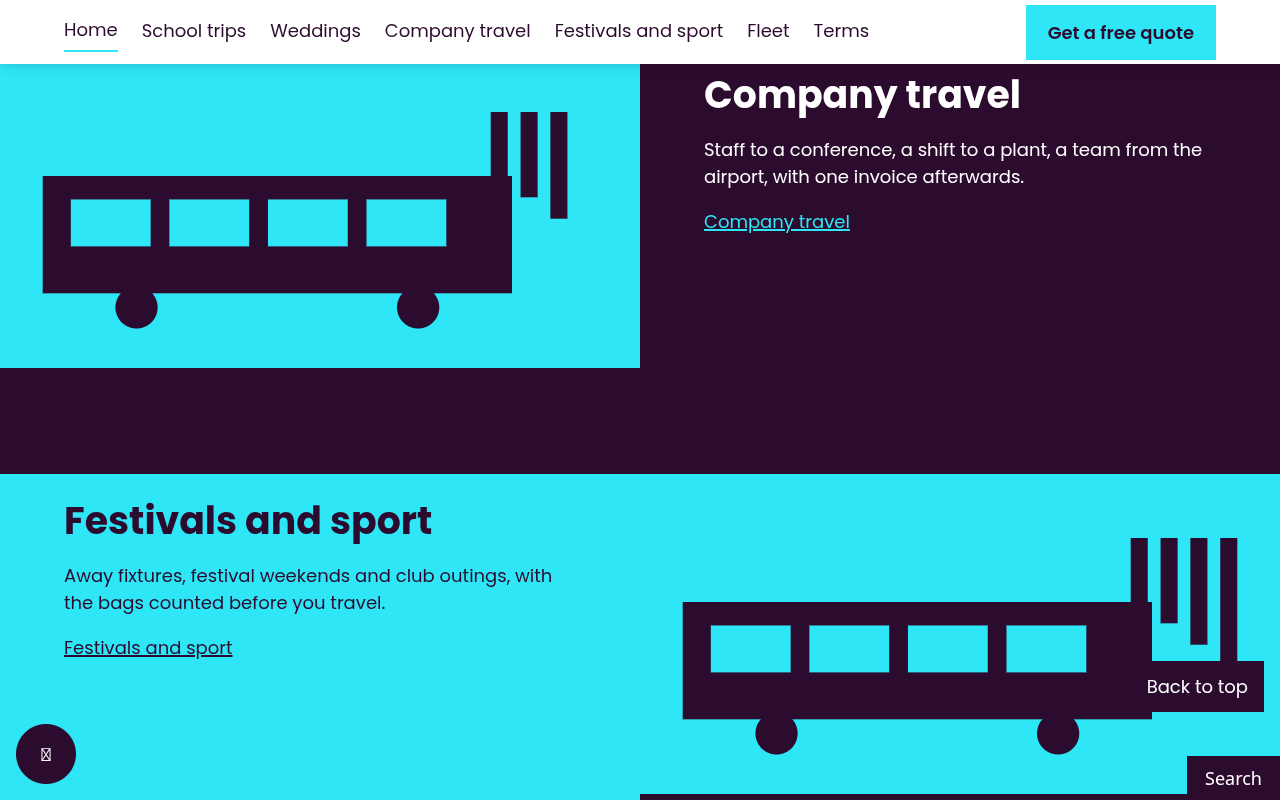 Home School trips Weddings Company travel Festivals and sport Fleet Terms Get a free quote
Company travel
Staff to a conference, a shift to a plant, a team from the
airport, with one invoice afterwards.
Company travel
Festivals and sport
Away fixtures, festival weekends and club outings, with
the bags counted before you travel.
Festivals and sport
Back to top
Search